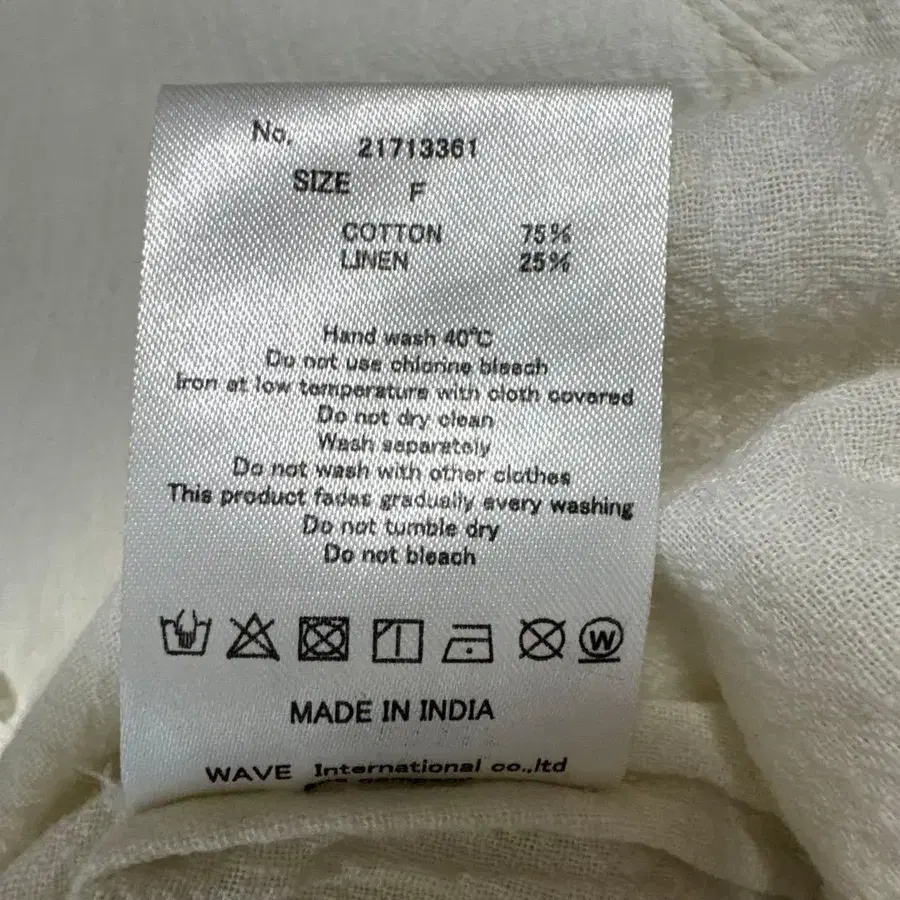 No. 21713361
SIZE F
COTTON 75%
LINEN 25%
Hand wash 40℃
Do not use chlorine bleach
Iron at low temperature with cloth covered
Do not dry clean
Wash separately
Do not wash with other clothes
This product fades gradually every washing
Do not tumble dry
Do not bleach
W
MADE IN INDIA
WAVE International co.,ltd